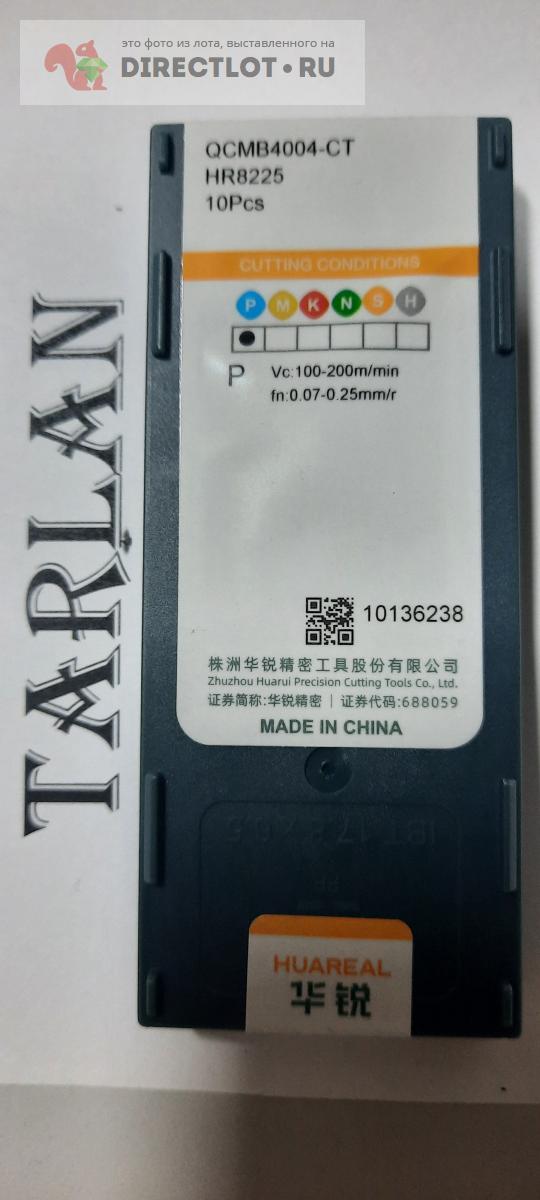 это фото из лота, выставленного на
DIRECTLOT•RU
QCMB4004-CT
HR8225
10Pcs
CUTTING CONDITIONS
P M K N S H
P Vc:100-200m/min
fn:0.07-0.25mm/r
10136238
株洲华锐精密工具股份有限公司
Zhuzhou Huarui Precision Cutting Tools Co., Ltd.
证券简称:华锐精密 | 证券代码:688059
MADE IN CHINA
HUAREAL
华锐
TARLAN